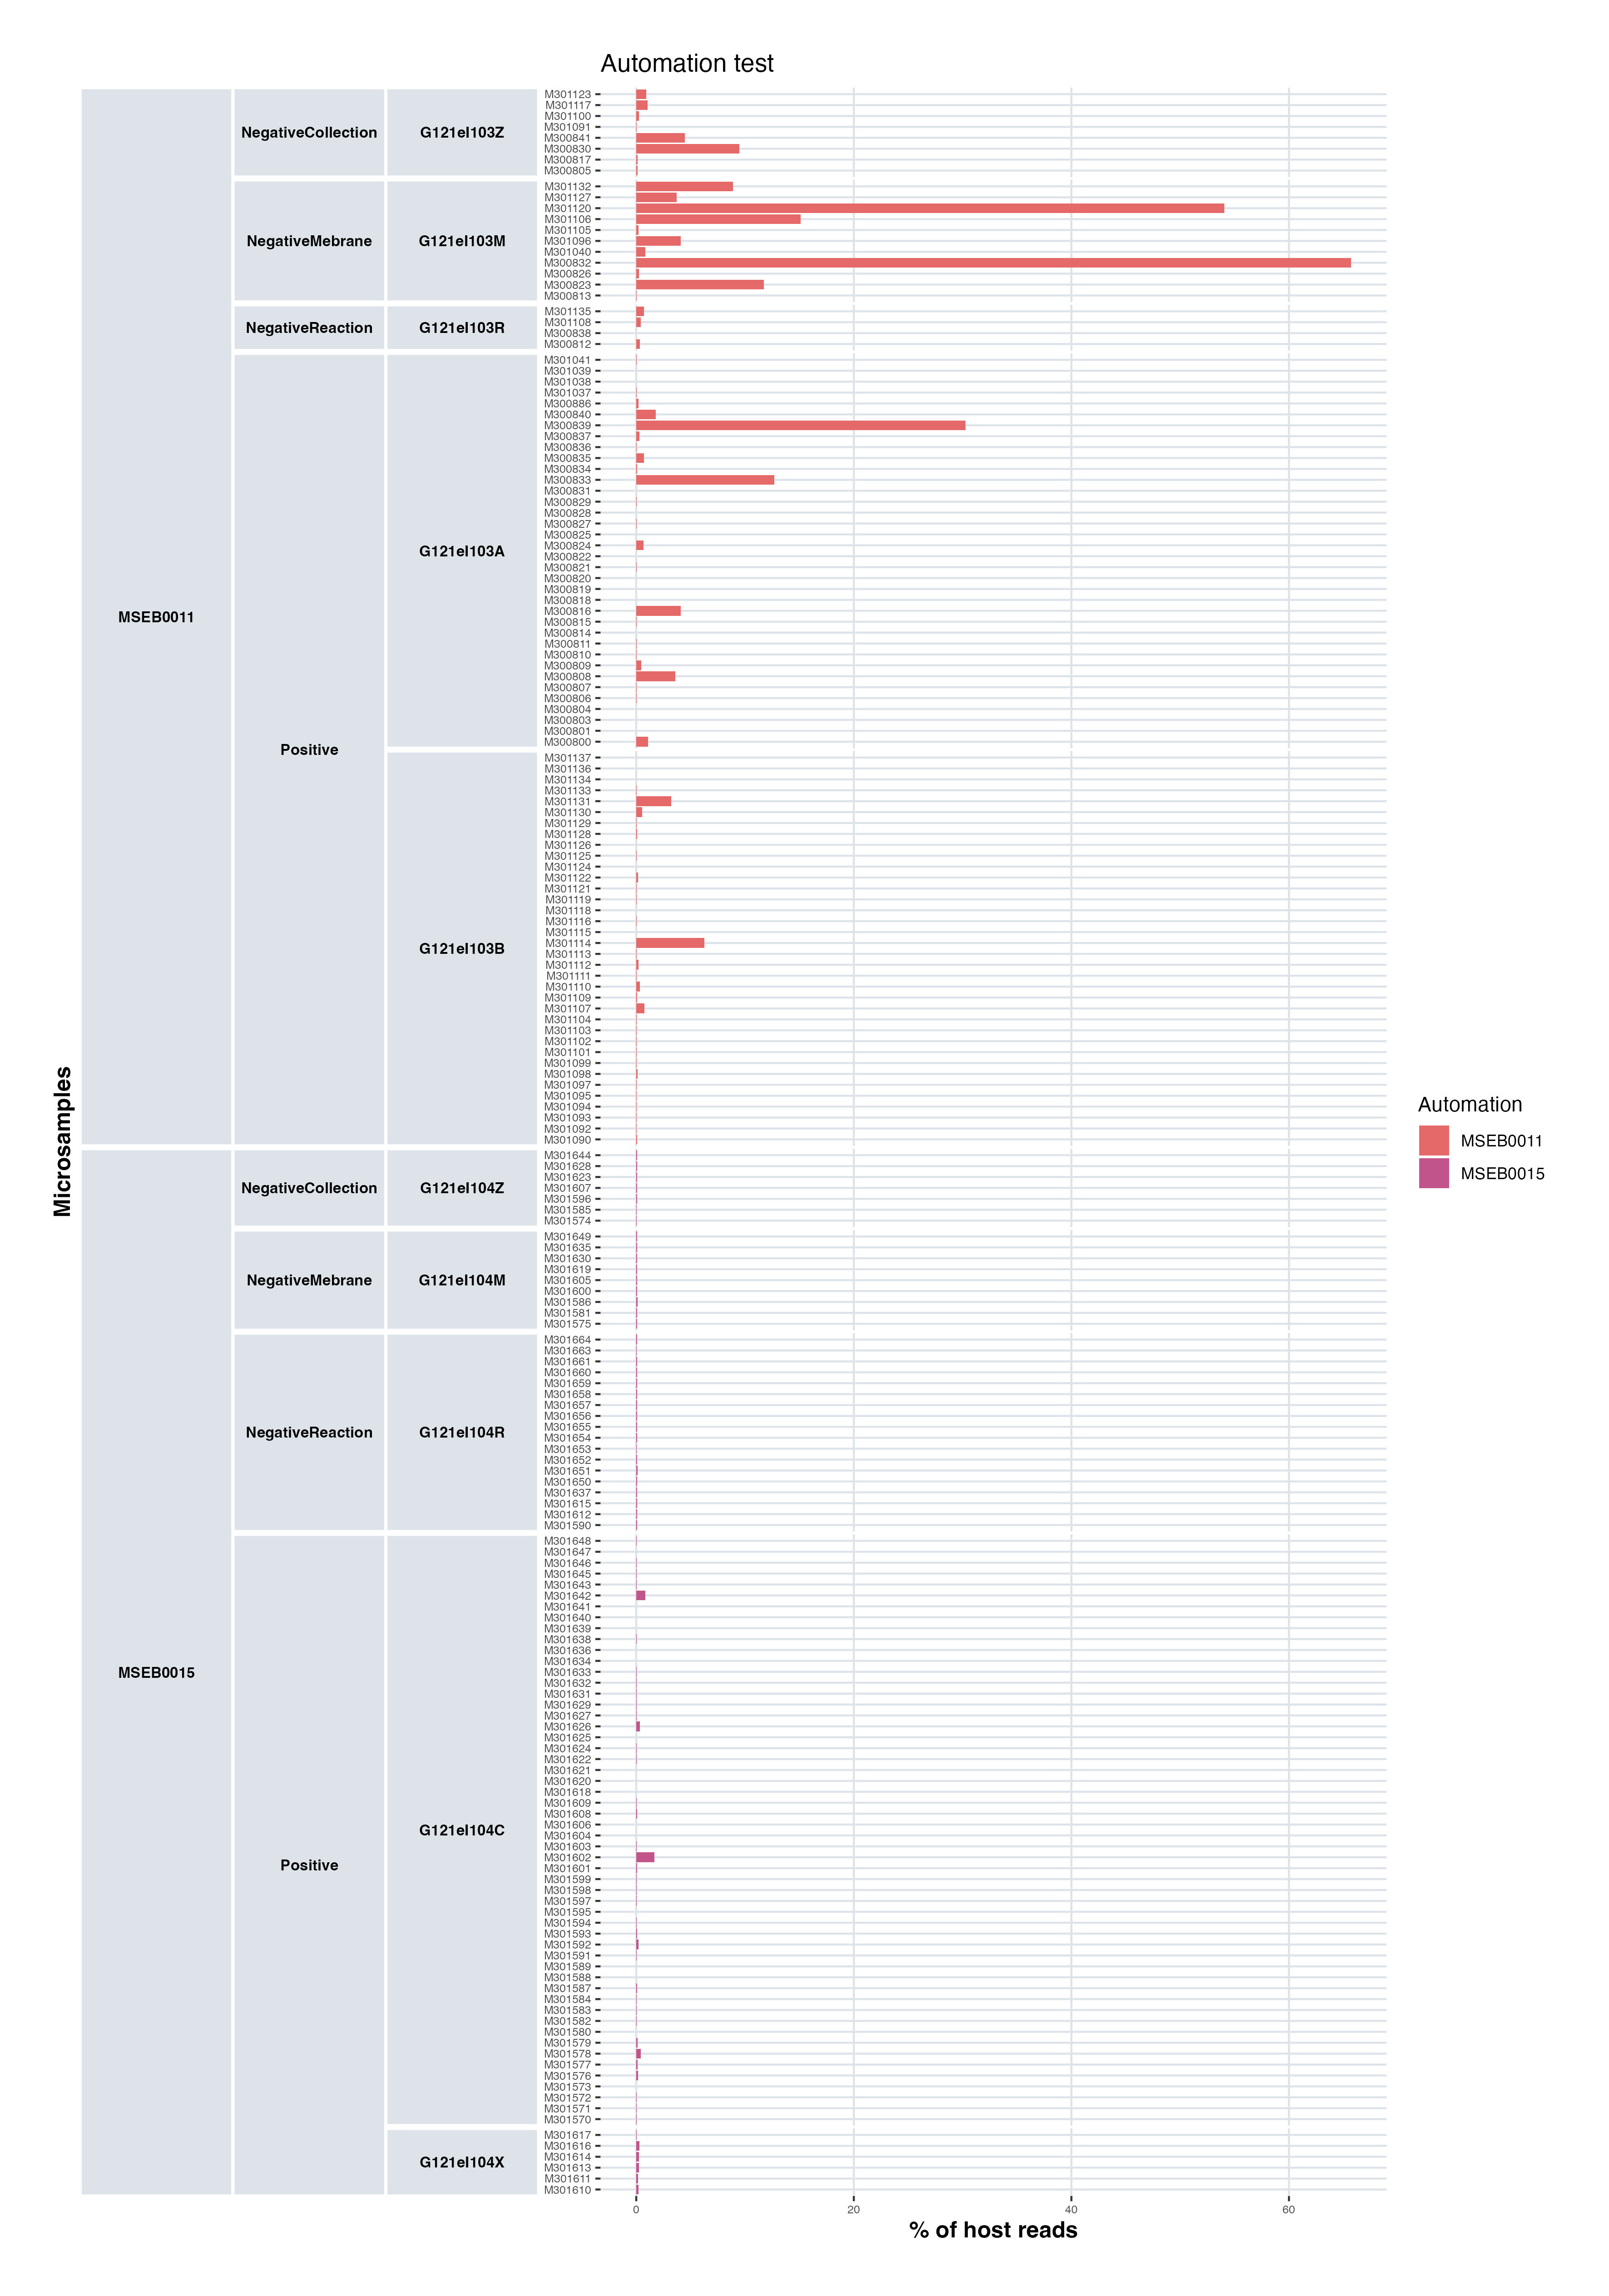 Automation test
Microsamples
MSEB0011
NegativeCollection
G121eI103Z
M301123
M301117
M301100
M301091
M300841
M300830
M300817
M300805
NegativeMebrane
G121eI103M
M301132
M301127
M301120
M301106
M301105
M301096
M301040
M300832
M300826
M300823
M300813
NegativeReaction
G121eI103R
M301135
M301108
M300838
M300812
Positive
G121eI103A
M301041
M301039
M301038
M301037
M300886
M300840
M300839
M300837
M300836
M300835
M300834
M300833
M300831
M300829
M300828
M300827
M300825
M300824
M300822
M300821
M300820
M300819
M300818
M300816
M300815
M300814
M300811
M300810
M300809
M300808
M300807
M300806
M300804
M300803
M300801
M300800
G121eI103B
M301137
M301136
M301134
M301133
M301131
M301130
M301129
M301128
M301126
M301125
M301124
M301122
M301121
M301119
M301118
M301116
M301115
M301114
M301113
M301112
M301111
M301110
M301109
M301107
M301104
M301103
M301102
M301101
M301099
M301098
M301097
M301095
M301094
M301093
M301092
M301090
MSEB0015
NegativeCollection
G121eI104Z
M301644
M301628
M301623
M301607
M301596
M301585
M301574
NegativeMebrane
G121eI104M
M301649
M301635
M301630
M301619
M301605
M301600
M301586
M301581
M301575
NegativeReaction
G121eI104R
M301664
M301663
M301661
M301660
M301659
M301658
M301657
M301656
M301655
M301654
M301653
M301652
M301651
M301650
M301637
M301615
M301612
M301590
Positive
G121eI104C
M301648
M301647
M301646
M301645
M301643
M301642
M301641
M301640
M301639
M301638
M301636
M301634
M301633
M301632
M301631
M301629
M301627
M301626
M301625
M301624
M301622
M301621
M301620
M301618
M301609
M301608
M301606
M301604
M301603
M301602
M301601
M301599
M301598
M301597
M301595
M301594
M301593
M301592
M301591
M301589
M301588
M301587
M301584
M301583
M301582
M301580
M301579
M301578
M301577
M301576
M301573
M301572
M301571
M301570
G121eI104X
M301617
M301616
M301614
M301613
M301611
M301610
0 20 40 60
% of host reads
Automation
MSEB0011
MSEB0015